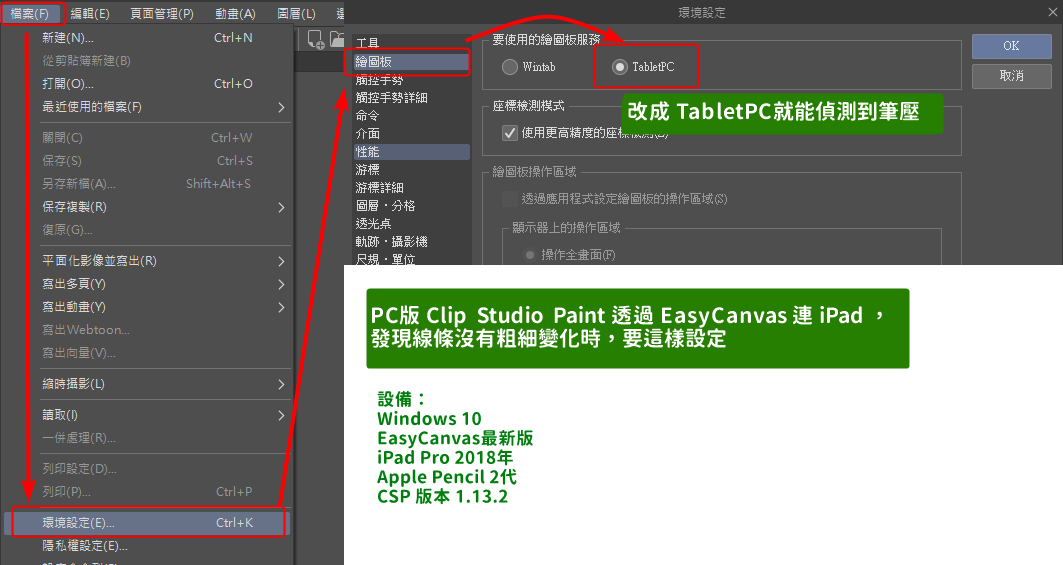 檔案(F) 編輯(E) 頁面管理(P) 動畫(A) 圖層(L)
新建(N)... Ctrl+N
從剪貼簿新建(B)
打開(O)... Ctrl+O
最近使用的檔案(F)
關閉(C) Ctrl+W
保存(S) Ctrl+S
另存新檔(A)... Shift+Alt+S
保存複製(R)
復原(G)...
平面化影像並寫出(R)
寫出多頁(Y)
寫出動畫(Y)
寫出Webtoon...
寫出向量(V)...
縮時攝影(L)
讀取(I)
一併處理(R)...
列印設定(D)...
列印(P)... Ctrl+P
環境設定(E)... Ctrl+K
隱私權設定(E)...
環境設定
工具
繪圖板
觸控手勢
觸控手勢詳細
命令
介面
性能
游標
游標詳細
圖層・分格
透光桌
軌跡・攝影機
尺規・單位
要使用的繪圖板服務
Wintab
TabletPC
OK
取消
改成 TabletPC就能偵測到筆壓
座標檢測模式
使用更高精度的座標檢測(Z)
繪圖板操作區域
透過應用程式設定繪圖板的操作區域(S)
顯示器上的操作區域
操作全畫面(F)
PC版 Clip Studio Paint 透過 EasyCanvas 連 iPad ，
發現線條沒有粗細變化時，要這樣設定
設備：
Windows 10
EasyCanvas最新版
iPad Pro 2018年
Apple Pencil 2代
CSP 版本 1.13.2